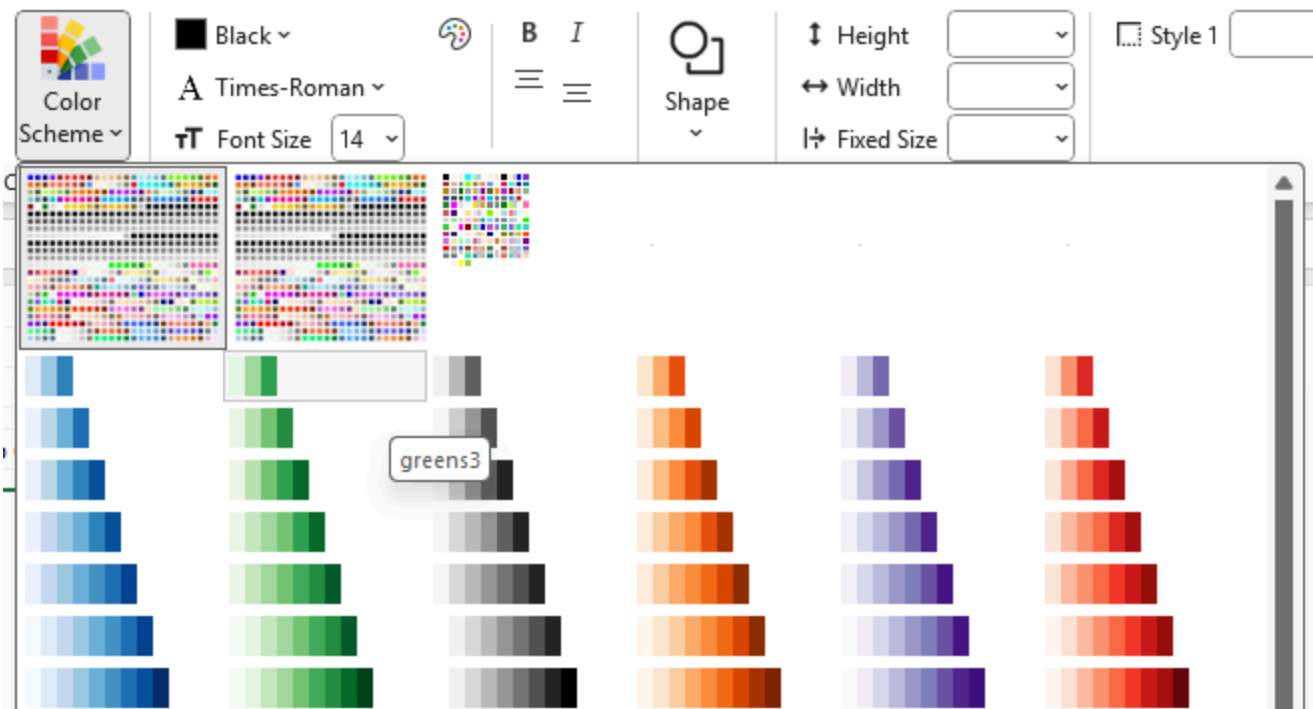 Color
Scheme
Black
Times-Roman
Font Size 14
B I
Shape
Height
Width
Fixed Size
Style 1
greens3